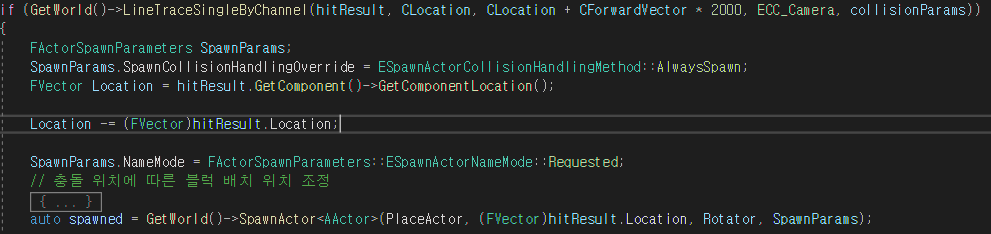 if (GetWorld()->LineTraceSingleByChannel(hitResult, CLocation, CLocation + CForwardVector * 2000, ECC_Camera, collisionParams))
{
FActorSpawnParameters SpawnParams;
SpawnParams.SpawnCollisionHandlingOverride = ESpawnActorCollisionHandlingMethod::AlwaysSpawn;
FVector Location = hitResult.GetComponent()->GetComponentLocation();
Location -= (FVector)hitResult.Location;
SpawnParams.NameMode = FActorSpawnParameters::ESpawnActorNameMode::Requested;
// 충돌 위치에 따른 블럭 배치 위치 조정
{ ... }
auto spawned = GetWorld()->SpawnActor<AActor>(PlaceActor, (FVector)hitResult.Location, Rotator, SpawnParams);